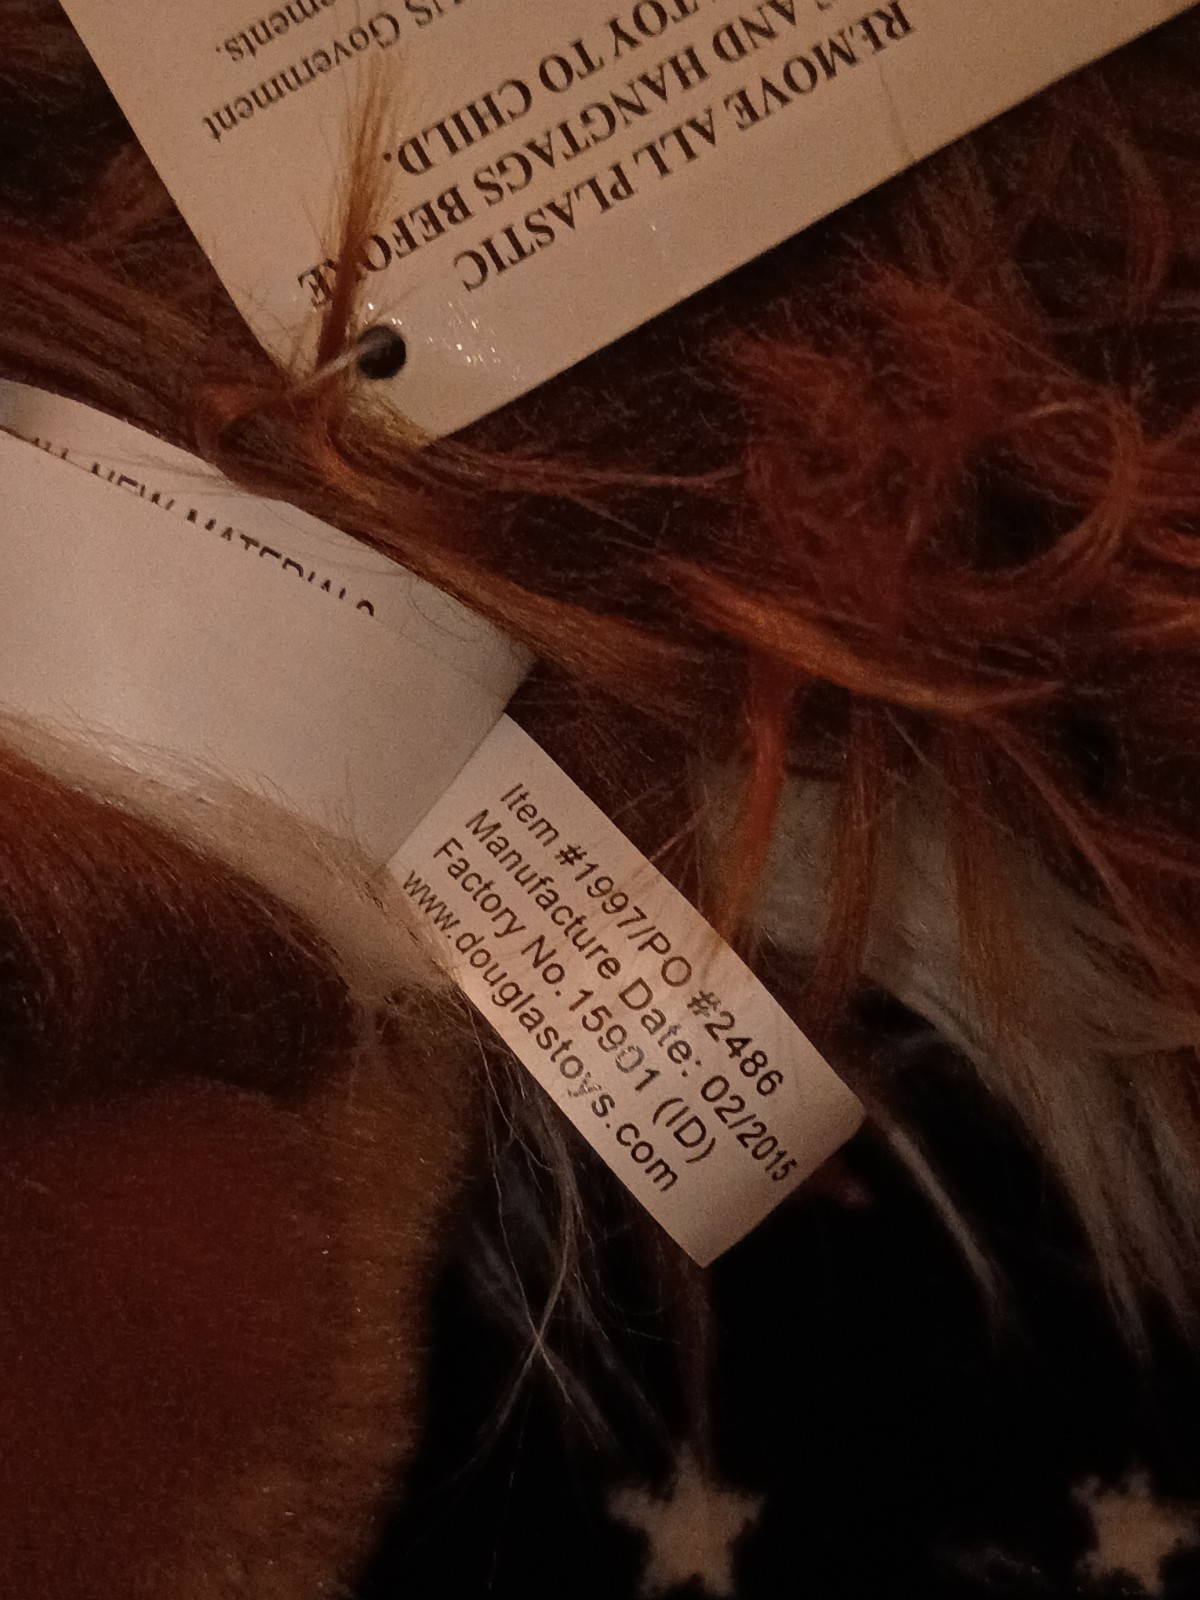 REMOVE ALL PLASTIC
AND HANGTAGS BEFORE
TOY TO CHILD.
US Government
NEW MATERIALS
Item #1997/PO #2486
Manufacture Date: 02/2015
Factory No. 15901 (ID)
www.douglastoys.com